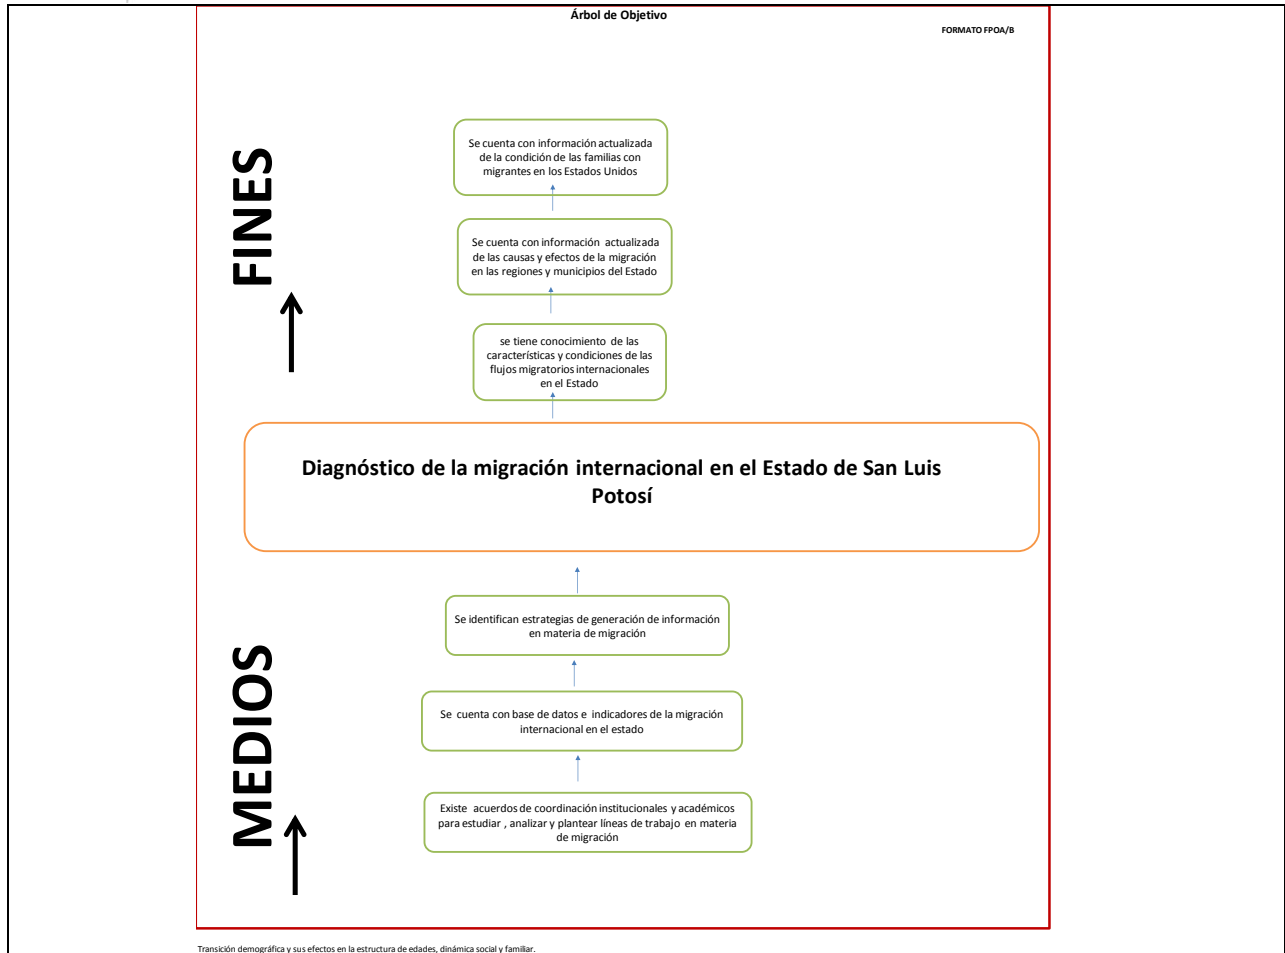 Árbol de Objetivo
FORMATO FPOA/B
FINES
Se cuenta con información actualizada
de la condición de las familias con
migrantes en los Estados Unidos
Se cuenta con información actualizada
de las causas y efectos de la migración
en las regiones y municipios del Estado
se tiene conocimiento de las
características y condiciones de las
flujos migratorios internacionales
en el Estado
Diagnóstico de la migración internacional en el Estado de San Luis
Potosí
MEDIOS
Se identifican estrategias de generación de información
en materia de migración
Se cuenta con base de datos e indicadores de la migración
internacional en el estado
Existe acuerdos de coordinación institucionales y académicos
para estudiar , analizar y plantear líneas de trabajo en materia
de migración
Transición demográfica y sus efectos en la estructura de edades, dinámica social y familiar.